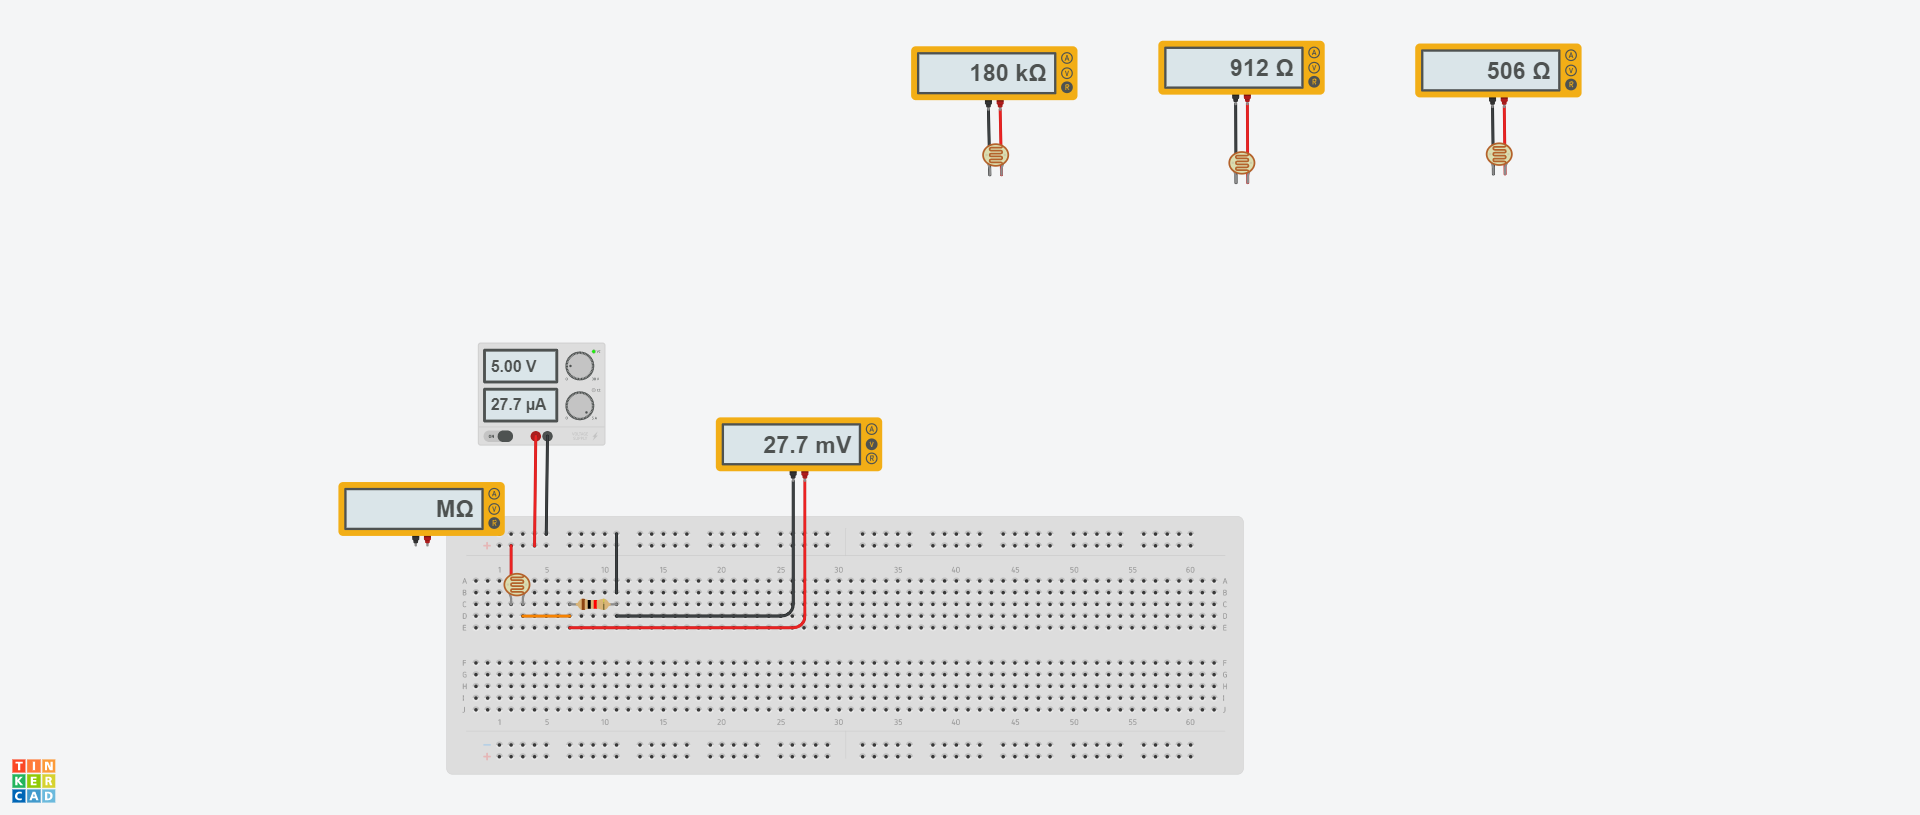 180 kΩ
A
V
R
912 Ω
A
V
R
506 Ω
A
V
R
5.00 V
27.7 µA
27.7 mV
A
V
R
MΩ
A
V
R
+
1 5 10 15 20 25 30 35 40 45 50 55 60
A A
B B
C C
D D
E E
F F
G G
H H
I I
J J
1 5 10 15 20 25 30 35 40 45 50 55 60
−
+
TIN
KER
CAD